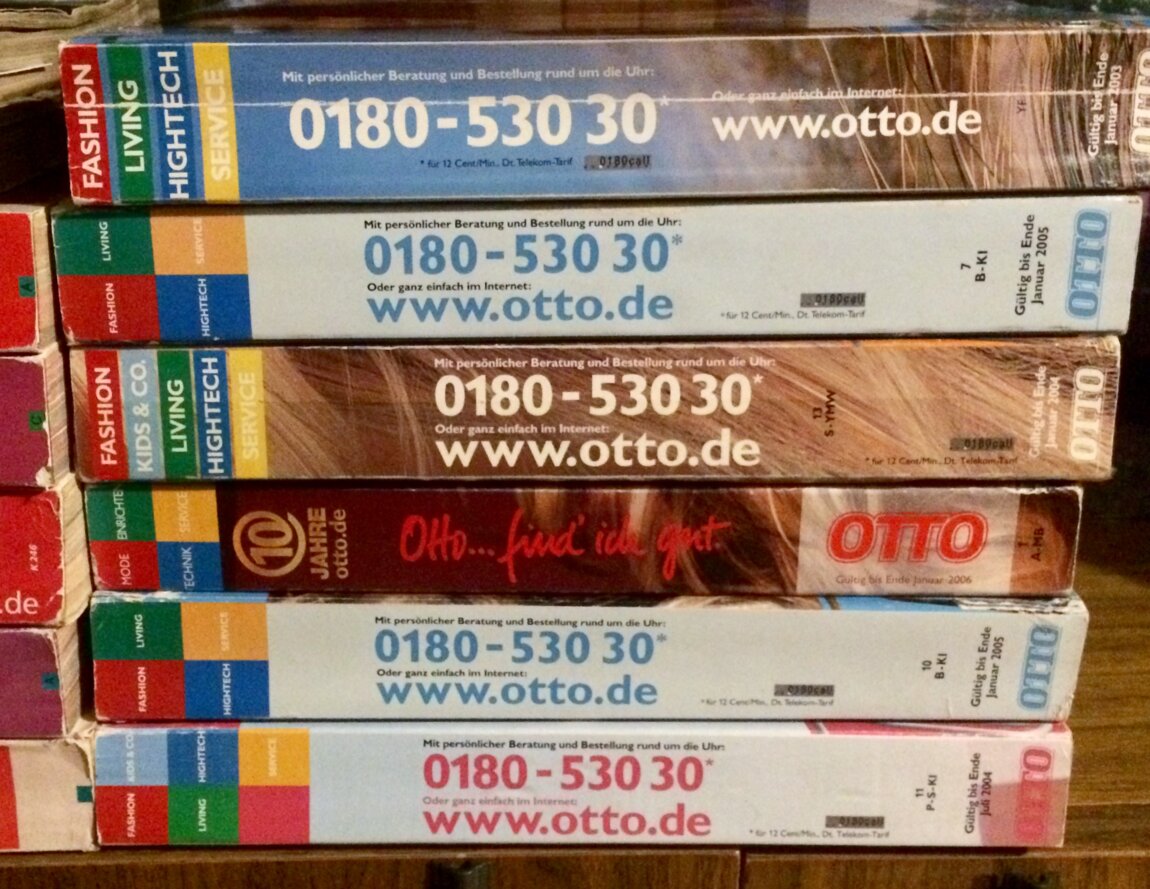 FASHION
LIVING
HIGHTECH
SERVICE
Mit persönlicher Beratung und Bestellung rund um die Uhr:
0180-530 30*
* für 12 Cent/Min., Dt. Telekom-Tarif
0180call
Oder ganz einfach im Internet:
www.otto.de
YF
Gültig bis Ende
Januar 2003
OTTO
LIVING
SERVICE
FASHION
HIGHTECH
Mit persönlicher Beratung und Bestellung rund um die Uhr:
0180-530 30*
Oder ganz einfach im Internet:
www.otto.de
0180call
*für 12 Cent/Min., Dt. Telekom-Tarif
7
B-KI
Gültig bis Ende
Januar 2005
OTTO
FASHION
KIDS & CO.
LIVING
HIGHTECH
SERVICE
Mit persönlicher Beratung und Bestellung rund um die Uhr:
0180-530 30*
Oder ganz einfach im Internet:
www.otto.de
13
S-YMW
0180call
* für 12 Cent/Min., Dt. Telekom-Tarif
Gültig bis Ende
Januar 2004
OTTO
EINRICHTE
SERVICE
MODE
TECHNIK
10
JAHRE
otto.de
Otto... find' ich gut.
OTTO
Gültig bis Ende Januar 2006
1
A-MB
LIVING
SERVICE
FASHION
HIGHTECH
Mit persönlicher Beratung und Bestellung rund um die Uhr:
0180-530 30*
Oder ganz einfach im Internet:
www.otto.de
0180call
*für 12 Cent/Min., Dt. Telekom-Tarif
10
B-KI
Gültig bis Ende
Januar 2005
OTTO
KIDS & CO.
HIGHTECH
SERVICE
FASHION
LIVING
Mit persönlicher Beratung und Bestellung rund um die Uhr:
0180-530 30*
Oder ganz einfach im Internet:
www.otto.de
0180call
* für 12 Cent/Min., Dt. Telekom-Tarif
11
P-S-KI
Gültig bis Ende
Juli 2004
OTTO
A
G
K 246
.de
A